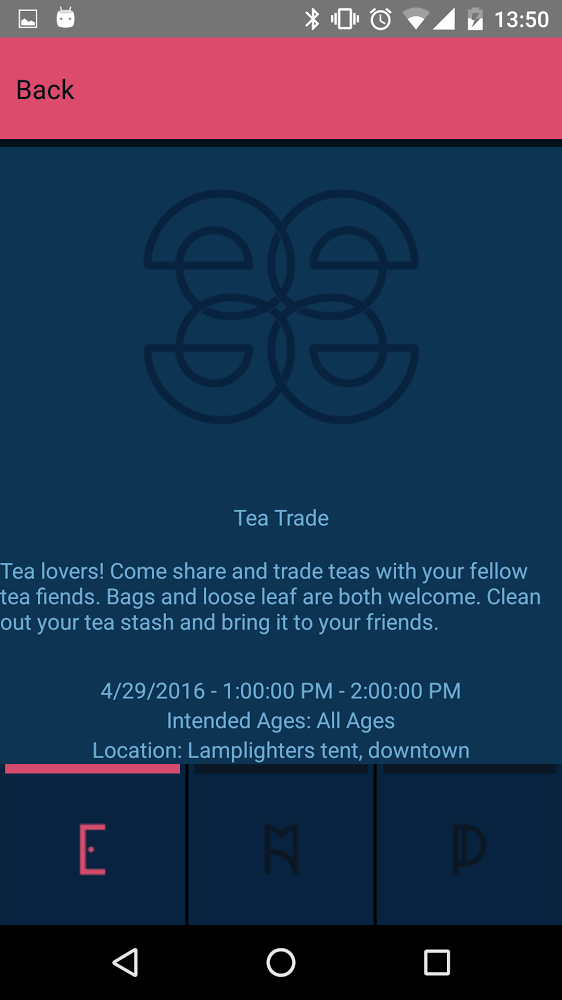 13:50
Back
Tea Trade
Tea lovers! Come share and trade teas with your fellow
tea fiends. Bags and loose leaf are both welcome. Clean
out your tea stash and bring it to your friends.
4/29/2016 - 1:00:00 PM - 2:00:00 PM
Intended Ages: All Ages
Location: Lamplighters tent, downtown
E M D